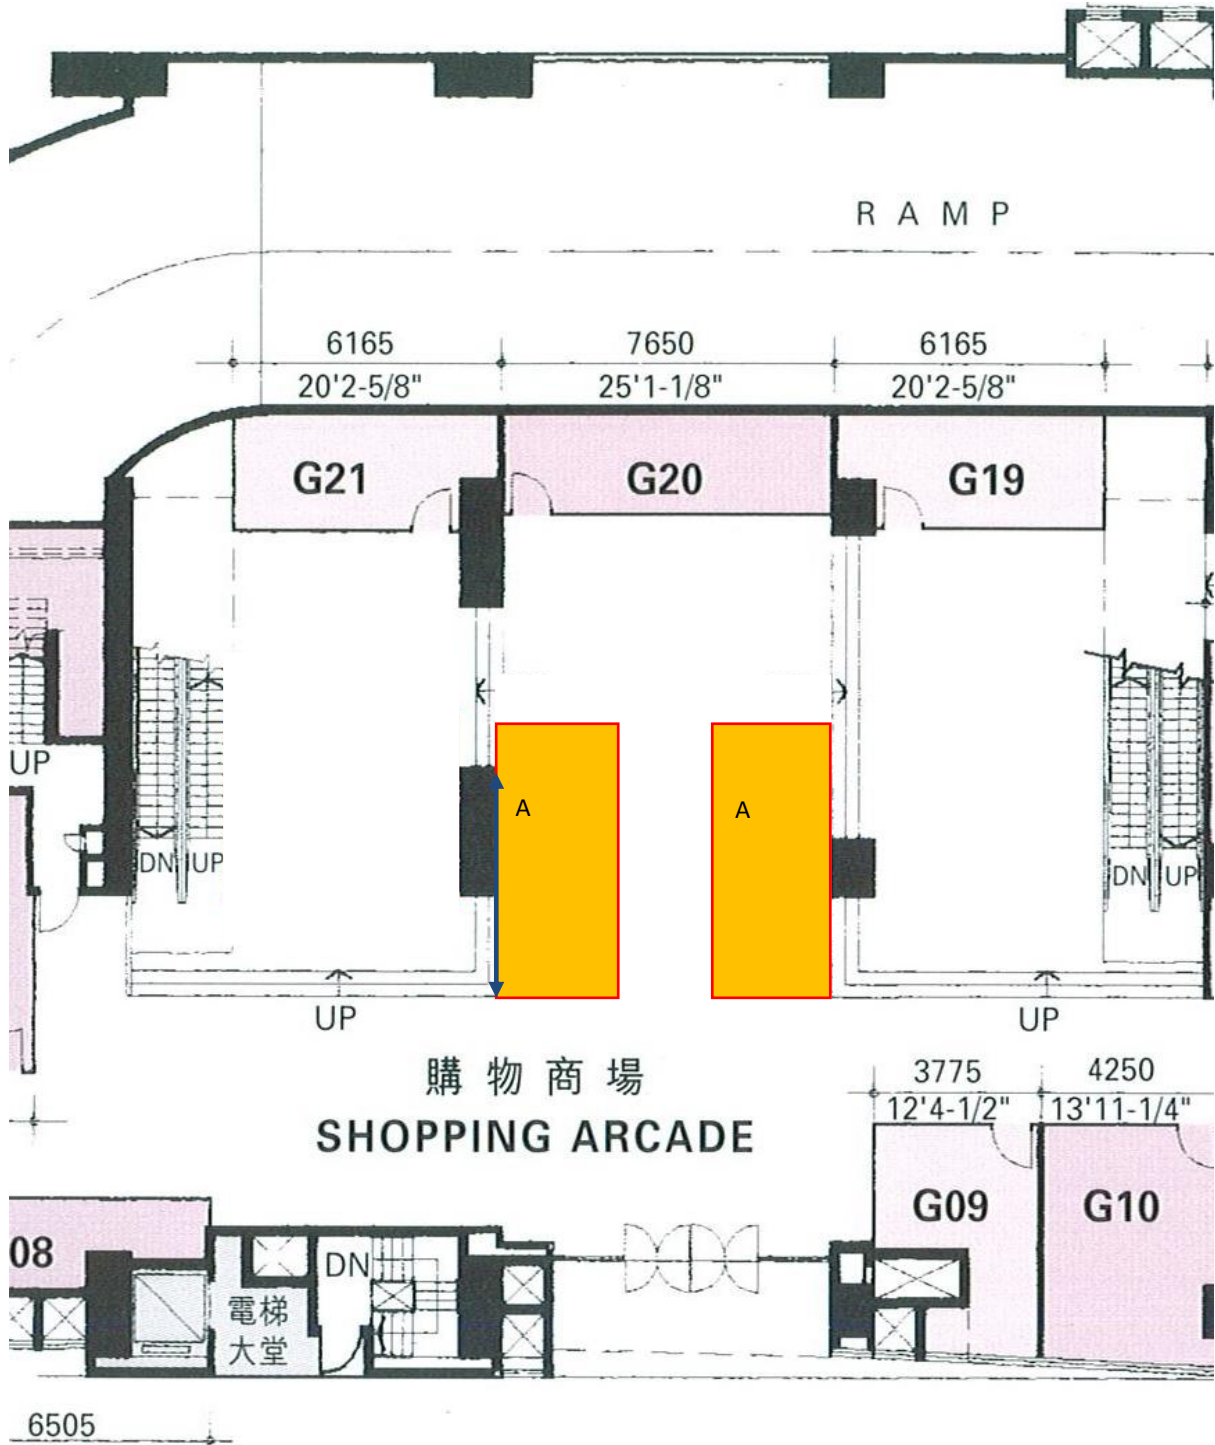 RAMP
6165 7650 6165
20'2-5/8" 25'1-1/8" 20'2-5/8"
G21 G20 G19
UP
A A
DN UP DN UP
UP UP
購物商場
SHOPPING ARCADE
3775 4250
12'4-1/2" 13'11-1/4"
G09 G10
08
DN
電梯
大堂
6505